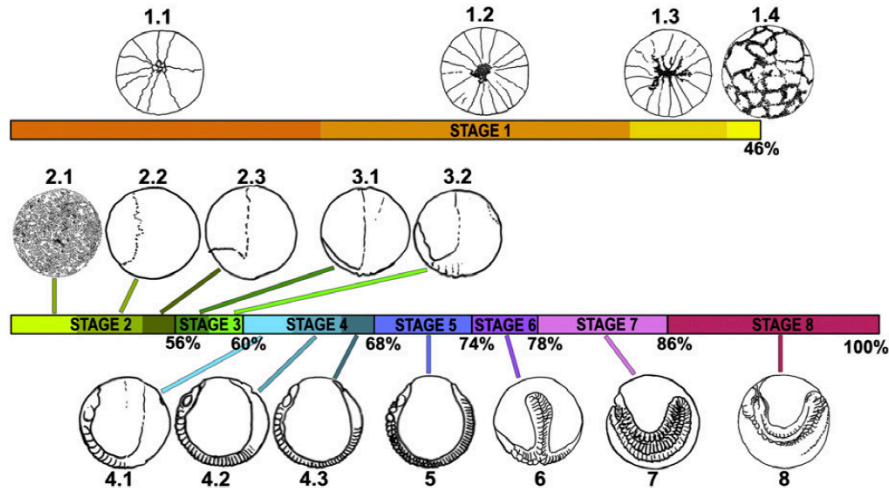 1.1 1.2 1.3 1.4
STAGE 1
46%
2.1 2.2 2.3 3.1 3.2
STAGE 2 STAGE 3 STAGE 4 STAGE 5 STAGE 6 STAGE 7 STAGE 8
56% 60% 68% 74% 78% 86% 100%
4.1 4.2 4.3 5 6 7 8